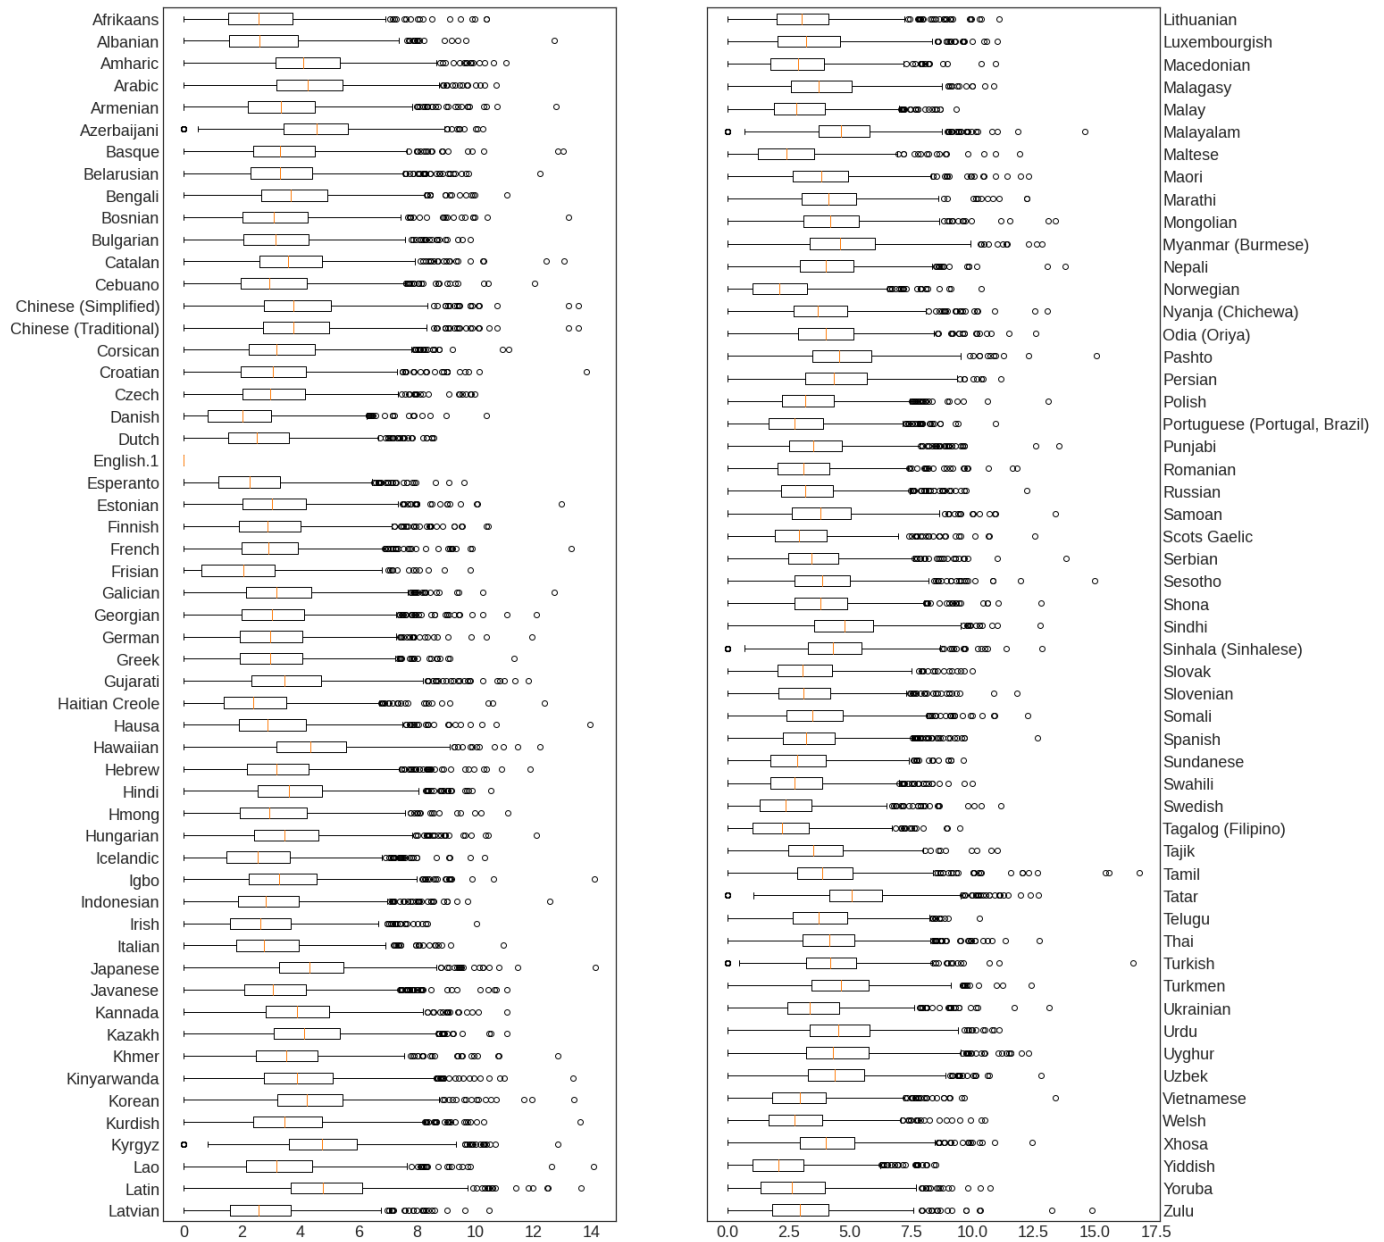 Afrikaans
Albanian
Amharic
Arabic
Armenian
Azerbaijani
Basque
Belarusian
Bengali
Bosnian
Bulgarian
Catalan
Cebuano
Chinese (Simplified)
Chinese (Traditional)
Corsican
Croatian
Czech
Danish
Dutch
English.1
Esperanto
Estonian
Finnish
French
Frisian
Galician
Georgian
German
Greek
Gujarati
Haitian Creole
Hausa
Hawaiian
Hebrew
Hindi
Hmong
Hungarian
Icelandic
Igbo
Indonesian
Irish
Italian
Japanese
Javanese
Kannada
Kazakh
Khmer
Kinyarwanda
Korean
Kurdish
Kyrgyz
Lao
Latin
Latvian
0 2 4 6 8 10 12 14
Lithuanian
Luxembourgish
Macedonian
Malagasy
Malay
Malayalam
Maltese
Maori
Marathi
Mongolian
Myanmar (Burmese)
Nepali
Norwegian
Nyanja (Chichewa)
Odia (Oriya)
Pashto
Persian
Polish
Portuguese (Portugal, Brazil)
Punjabi
Romanian
Russian
Samoan
Scots Gaelic
Serbian
Sesotho
Shona
Sindhi
Sinhala (Sinhalese)
Slovak
Slovenian
Somali
Spanish
Sundanese
Swahili
Swedish
Tagalog (Filipino)
Tajik
Tamil
Tatar
Telugu
Thai
Turkish
Turkmen
Ukrainian
Urdu
Uyghur
Uzbek
Vietnamese
Welsh
Xhosa
Yiddish
Yoruba
Zulu
0.0 2.5 5.0 7.5 10.0 12.5 15.0 17.5